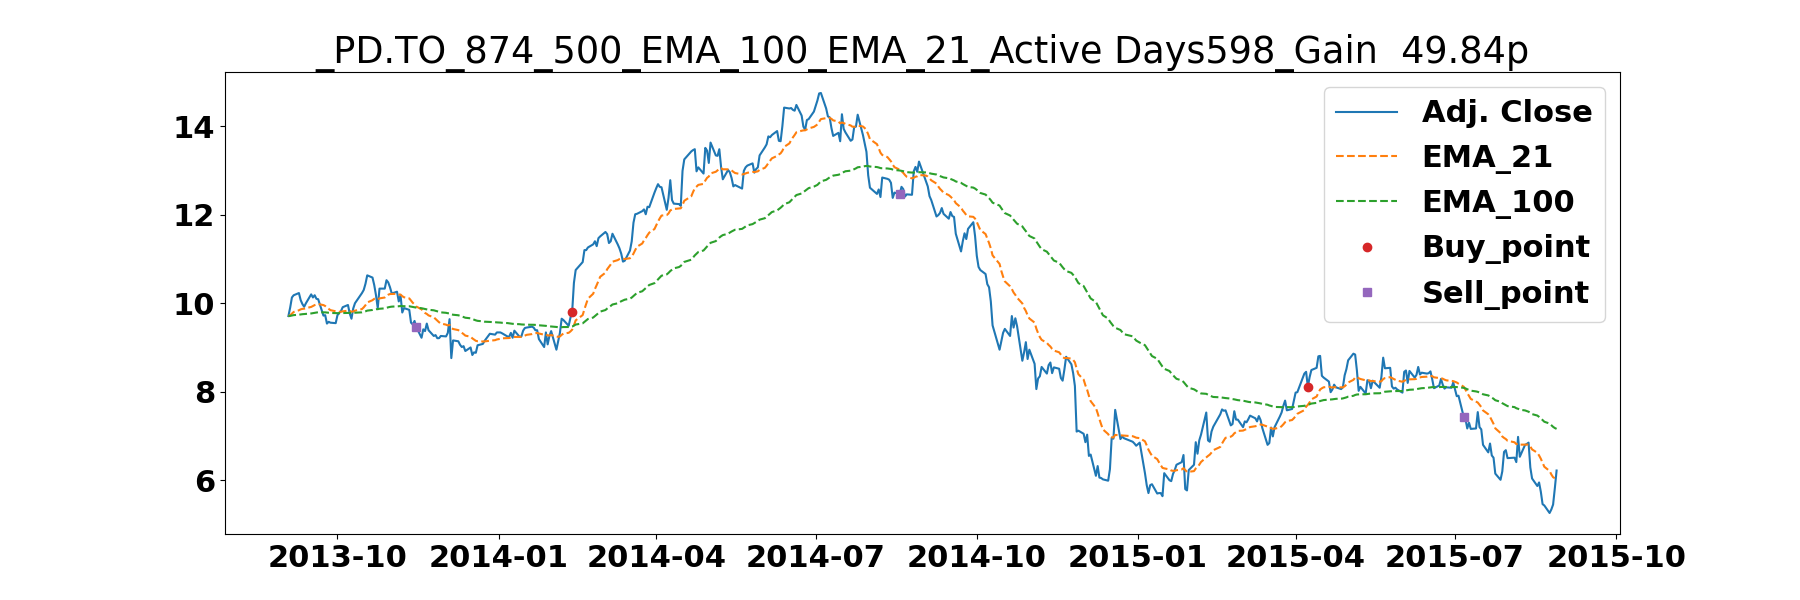 _PD.TO_874_500_EMA_100_EMA_21_Active Days598_Gain  49.84p
14
12
10
8
6
Adj. Close
EMA_21
EMA_100
Buy_point
Sell_point
2013-10 2014-01 2014-04 2014-07 2014-10 2015-01 2015-04 2015-07 2015-10